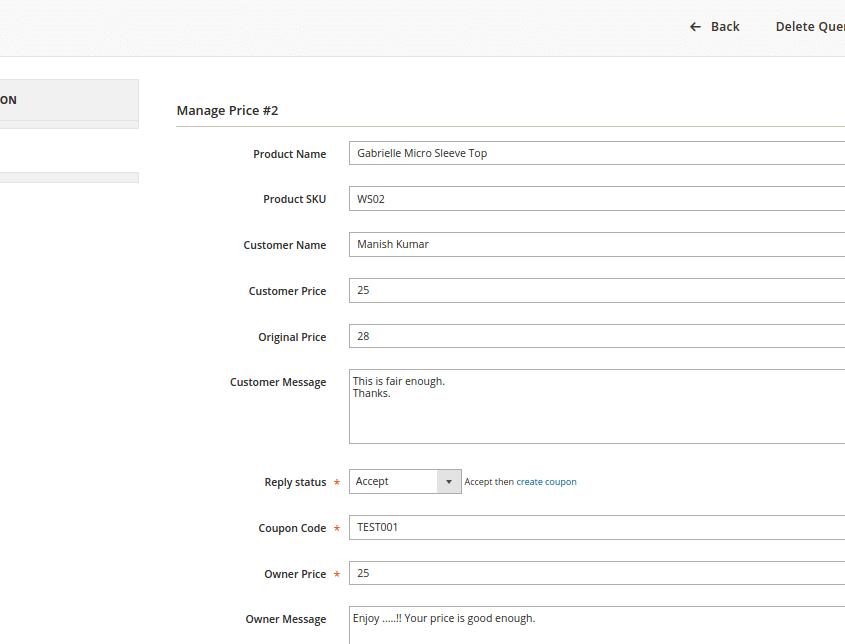 ← Back Delete Quer
ON
Manage Price #2
Product Name Gabrielle Micro Sleeve Top
Product SKU WS02
Customer Name Manish Kumar
Customer Price 25
Original Price 28
Customer Message This is fair enough.
Thanks.
Reply status * Accept Accept then create coupon
Coupon Code * TEST001
Owner Price * 25
Owner Message Enjoy .....!! Your price is good enough.